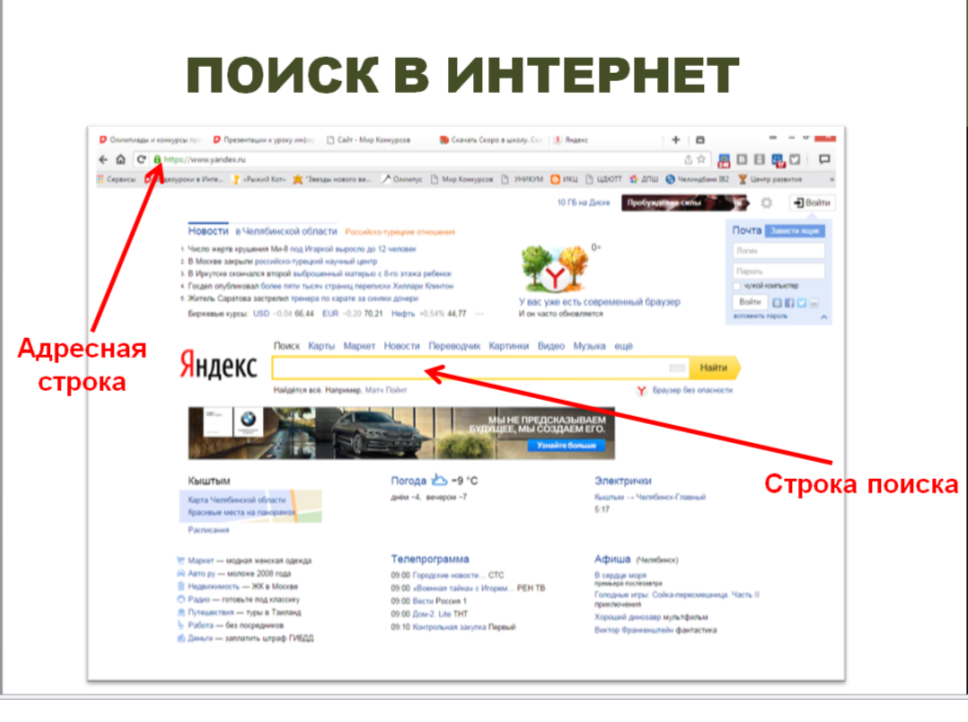 ПОИСК В ИНТЕРНЕТ
Олимпиады и конкурсы
Презентации к уроку
Сайт - Мир Конкурсов
Скачать Скоро в школу.
Яндекс
https://www.yandex.ru
Сервисы
в Инте...
«Рыжий Кот»
"Звезды нового ве...
Олимпус
Мир Конкурсов
УНИКУМ
ИКЦ
ЦДЮТТ
ДПШ
Челиндбанк IB2
Центр развития
10 ГБ на Диске
Пробуждение силы
Войти
Новости в Челябинской области Российско-турецкие отношения
1. Число жертв крушения Ми-8 под Игаркой выросло до 12 человек
2. В Москве закрыли российско-турецкий научный центр
3. В Иркутске скончался второй выброшенный матерью с 8-го этажа ребенок
4. Госдеп опубликовал более пяти тысяч страниц переписки Хиллари Клинтон
5. Житель Саратова застрелил тренера по карате за синяки дочери
Биржевые курсы: USD -0,04 66,44 EUR -0,20 70,21 Нефть +0,54% 44,77 ...
0+
У вас уже есть современный браузер
И он часто обновляется
Почта Завести ящик
Логин
Пароль
чужой компьютер
Войти
вспомнить пароль
Адресная
строка
Поиск Карты Маркет Новости Переводчик Картинки Видео Музыка ещё
Яндекс
Найти
Найдётся всё. Например, Матч Пойнт
Браузер без опасности
МЫ НЕ ПРЕДСКАЗЫВАЕМ
БУДУЩЕЕ, МЫ СОЗДАЕМ ЕГО.
Узнайте больше
Строка поиска
Кыштым
Карта Челябинской области
Красивые места на панорамах
Расписания
Погода -9 °C
днём -4, вечером -7
Электрички
Кыштым → Челябинск-Главный
5:17
Маркет — модная женская одежда
Авто.ру — моложе 2008 года
Недвижимость — ЖК в Москве
Радио — готовьте под классику
Путешествия — туры в Таиланд
Работа — без посредников
Деньги — заплатить штраф ГИБДД
Телепрограмма
09:00 Городские новости... СТС
09:00 «Военная тайна» с Игорем... РЕН ТВ
09:00 Вести Россия 1
09:00 Дом-2. Lite ТНТ
09:10 Контрольная закупка Первый
Афиша (Челябинск)
В сердце моря
премьера послезавтра
Голодные игры: Сойка-пересмешница. Часть II
приключения
Хороший динозавр мультфильм
Виктор Франкенштейн фантастика